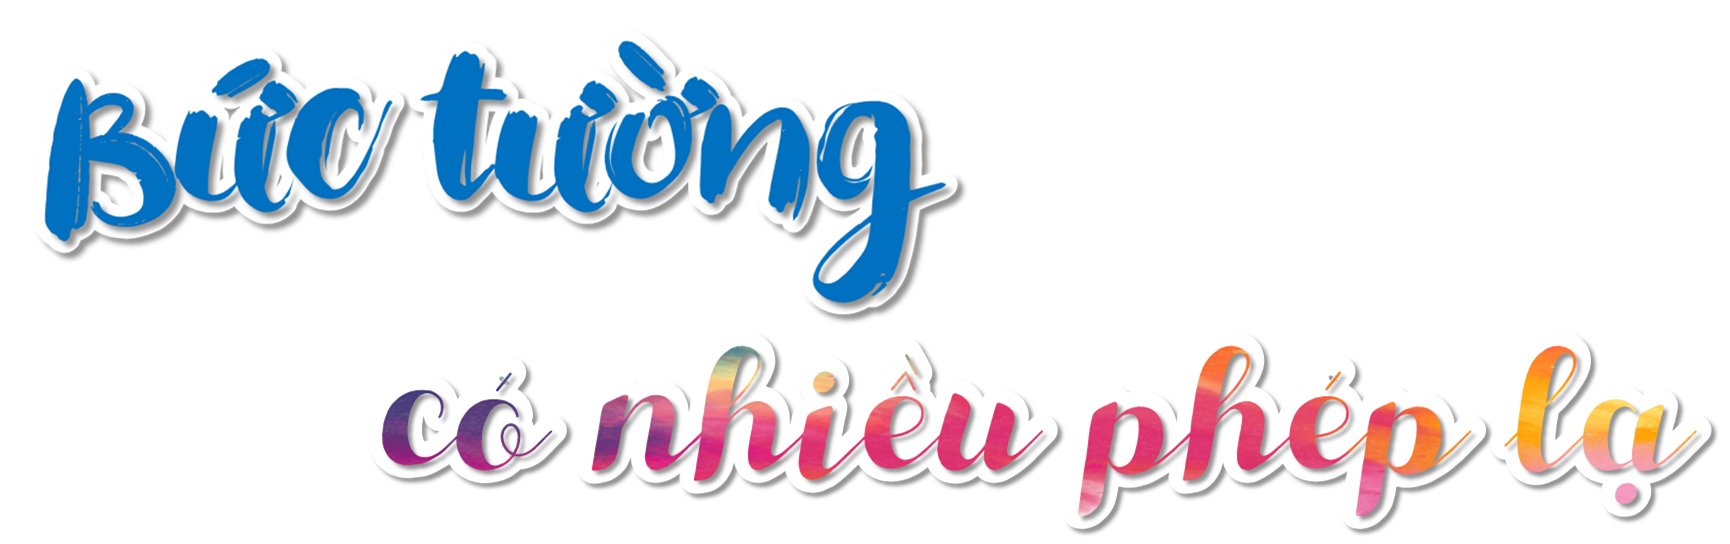 Bức tường
có nhiều phép lạ